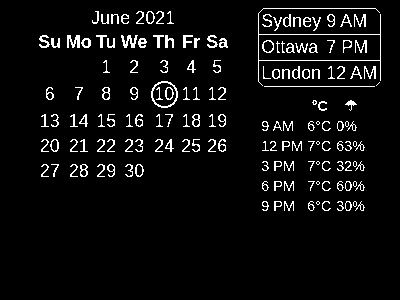 June 2021
Su Mo Tu We Th Fr Sa
1 2 3 4 5
6 7 8 9 10 11 12
13 14 15 16 17 18 19
20 21 22 23 24 25 26
27 28 29 30
Sydney 9 AM
Ottawa 7 PM
London 12 AM
°C
9 AM 6°C 0%
12 PM 7°C 63%
3 PM 7°C 32%
6 PM 7°C 60%
9 PM 6°C 30%